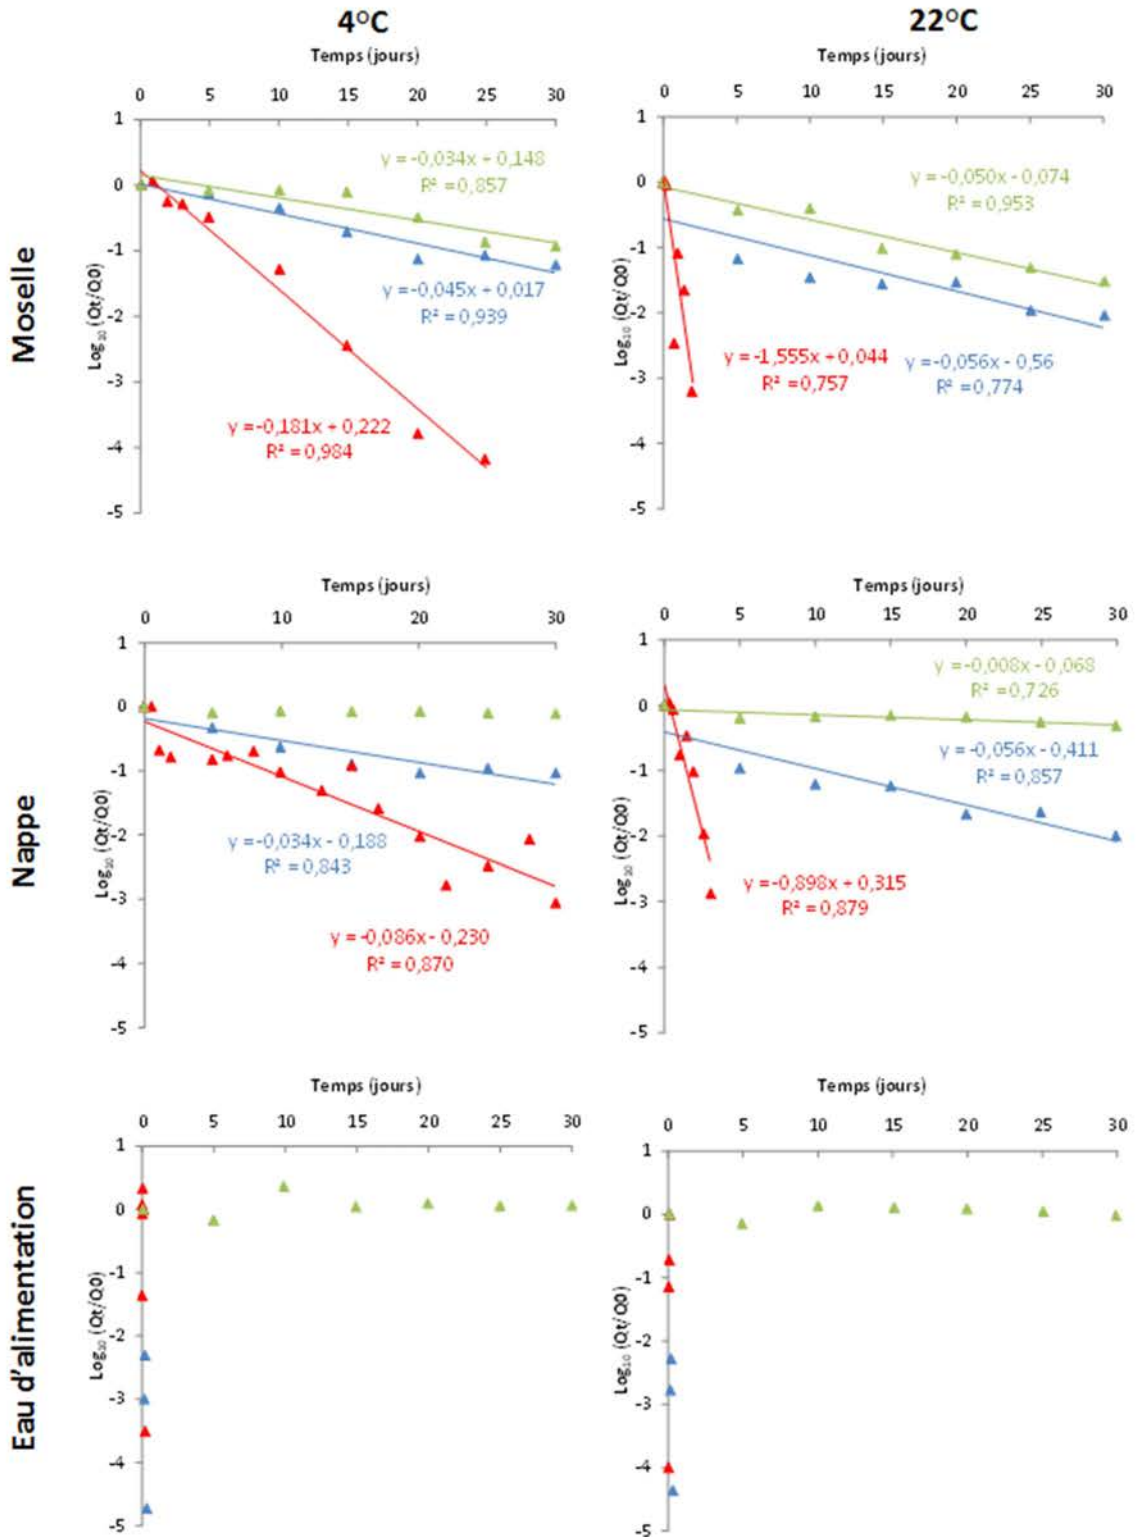 4°C
22°C
Temps (jours)
Temps (jours)
0 5 10 15 20 25 30
0 5 10 15 20 25 30
Moselle
Log₁₀ (Qt/Q0)
1
0
-1
-2
-3
-4
-5
y = -0,034x + 0,148
R² = 0,857
y = -0,045x + 0,017
R² = 0,939
y = -0,181x + 0,222
R² = 0,984
Log₁₀ (Qt/Q0)
1
0
-1
-2
-3
-4
-5
y = -0,050x - 0,074
R² = 0,953
y = -1,555x + 0,044
R² = 0,757
y = -0,056x - 0,56
R² = 0,774
Temps (jours)
Temps (jours)
0 10 20 30
0 5 10 15 20 25 30
Nappe
Log₁₀ (Qt/Q0)
1
0
-1
-2
-3
-4
-5
y = -0,034x - 0,188
R² = 0,843
y = -0,086x - 0,230
R² = 0,870
Log₁₀ (Qt/Q0)
1
0
-1
-2
-3
-4
-5
y = -0,008x - 0,068
R² = 0,726
y = -0,056x - 0,411
R² = 0,857
y = -0,898x + 0,315
R² = 0,879
Temps (jours)
Temps (jours)
0 5 10 15 20 25 30
0 5 10 15 20 25 30
Eau d'alimentation
Log₁₀ (Qt/Q0)
1
0
-1
-2
-3
-4
-5
Log₁₀ (Qt/Q0)
1
0
-1
-2
-3
-4
-5